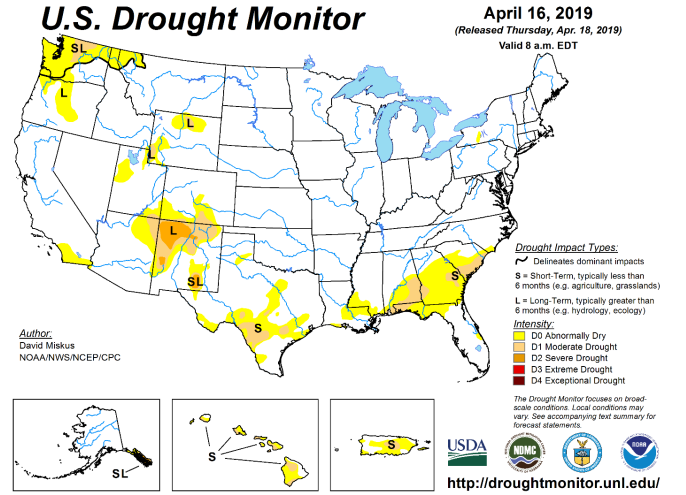 U.S. Drought Monitor
April 16, 2019
(Released Thursday, Apr. 18, 2019)
Valid 8 a.m. EDT
SL
L
L
L
SL
S
S
Drought Impact Types:
Delineates dominant impacts
S = Short-Term, typically less than
6 months (e.g. agriculture, grasslands)
L = Long-Term, typically greater than
6 months (e.g. hydrology, ecology)
Intensity:
D0 Abnormally Dry
D1 Moderate Drought
D2 Severe Drought
D3 Extreme Drought
D4 Exceptional Drought
Author:
David Miskus
NOAA/NWS/NCEP/CPC
The Drought Monitor focuses on broad-
scale conditions. Local conditions may
vary. See accompanying text summary for
forecast statements.
SL
S
S
USDA
NDMC
NOAA
http://droughtmonitor.unl.edu/